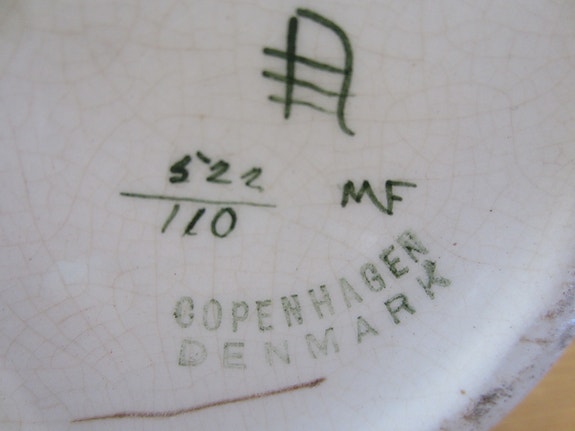 522
110
MF
COPENHAGEN
DENMARK